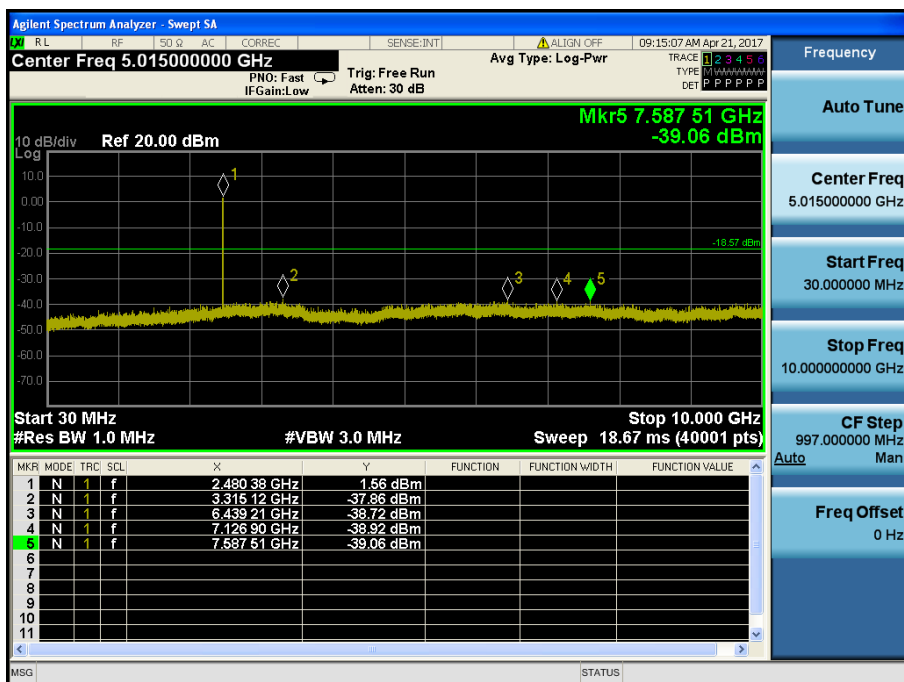 Agilent Spectrum Analyzer - Swept SA
LXI RL RF 50 Ω AC CORREC SENSE:INT ALIGN OFF 09:15:07 AM Apr 21, 2017
Center Freq 5.015000000 GHz
PNO: Fast
IFGain:Low
Trig: Free Run
Atten: 30 dB
Avg Type: Log-Pwr
TRACE 1 2 3 4 5 6
TYPE M
DET P P P P P P
Mkr5 7.587 51 GHz
-39.06 dBm
10 dB/div
Log
Ref 20.00 dBm
10.0
0.00
-10.0
-20.0
-30.0
-40.0
-50.0
-60.0
-70.0
1
2
3
4
5
-18.57 dBm
Start 30 MHz Stop 10.000 GHz
#Res BW 1.0 MHz #VBW 3.0 MHz Sweep 18.67 ms (40001 pts)
MKR MODE TRC SCL X Y FUNCTION FUNCTION WIDTH FUNCTION VALUE
1 N 1 f 2.480 38 GHz 1.56 dBm
2 N 1 f 3.315 12 GHz -37.86 dBm
3 N 1 f 6.439 21 GHz -38.72 dBm
4 N 1 f 7.126 90 GHz -38.92 dBm
5 N 1 f 7.587 51 GHz -39.06 dBm
6
7
8
9
10
11
MSG STATUS
Frequency
Auto Tune
Center Freq
5.015000000 GHz
Start Freq
30.000000 MHz
Stop Freq
10.000000000 GHz
CF Step
997.000000 MHz
Auto Man
Freq Offset
0 Hz